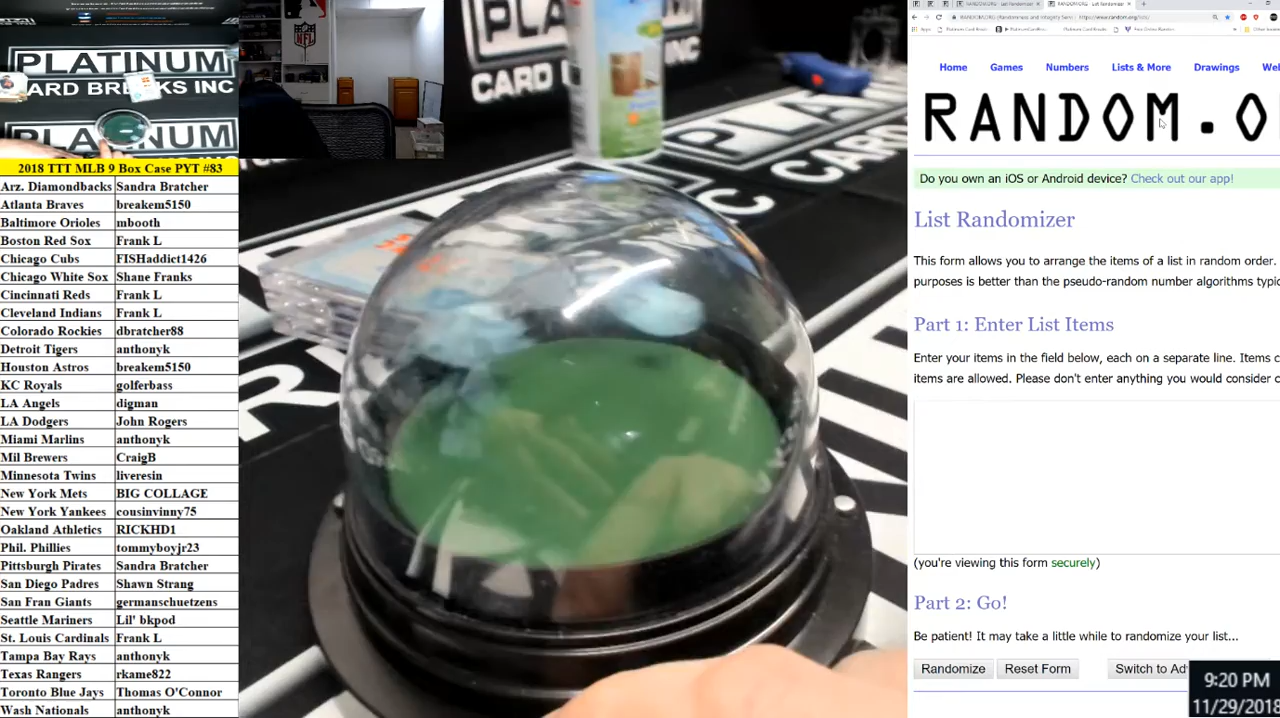 PLATINUM
CARD BREAKS INC
PLATINUM
NFL
PLA
CARD B
C
PLA
CARD
2018 TTT MLB 9 Box Case PYT #83
Arz. Diamondbacks Sandra Bratcher
Atlanta Braves breakem5150
Baltimore Orioles mbooth
Boston Red Sox Frank L
Chicago Cubs FISHaddict1426
Chicago White Sox Shane Franks
Cincinnati Reds Frank L
Cleveland Indians Frank L
Colorado Rockies dbratcher88
Detroit Tigers anthonyk
Houston Astros breakem5150
KC Royals golferbass
LA Angels digman
LA Dodgers John Rogers
Miami Marlins anthonyk
Mil Brewers CraigB
Minnesota Twins liveresin
New York Mets BIG COLLAGE
New York Yankees cousinvinny75
Oakland Athletics RICKHD1
Phil. Phillies tommyboyjr23
Pittsburgh Pirates Sandra Bratcher
San Diego Padres Shawn Strang
San Fran Giants germanschuetzens
Seattle Mariners Lil' bkpod
St. Louis Cardinals Frank L
Tampa Bay Rays anthonyk
Texas Rangers rkame822
Toronto Blue Jays Thomas O'Connor
Wash Nationals anthonyk
Home Games Numbers Lists & More Drawings We
RANDOM.O
Do you own an iOS or Android device? Check out our app!
List Randomizer
This form allows you to arrange the items of a list in random order.
purposes is better than the pseudo-random number algorithms typic
Part 1: Enter List Items
Enter your items in the field below, each on a separate line. Items c
items are allowed. Please don't enter anything you would consider c
(you're viewing this form securely)
Part 2: Go!
Be patient! It may take a little while to randomize your list...
Randomize Reset Form Switch to Ad
9:20 PM
11/29/2018